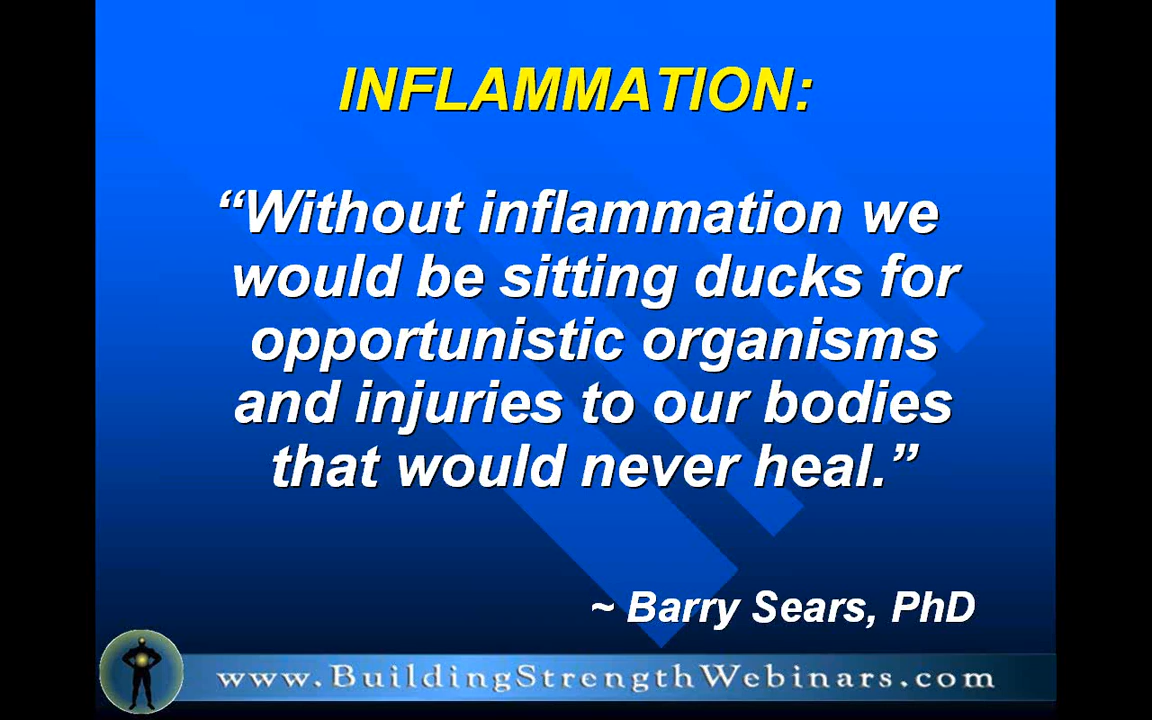 INFLAMMATION:
“Without inflammation we
would be sitting ducks for
opportunistic organisms
and injuries to our bodies
that would never heal.”
~ Barry Sears, PhD
www.BuildingStrengthWebinars.com